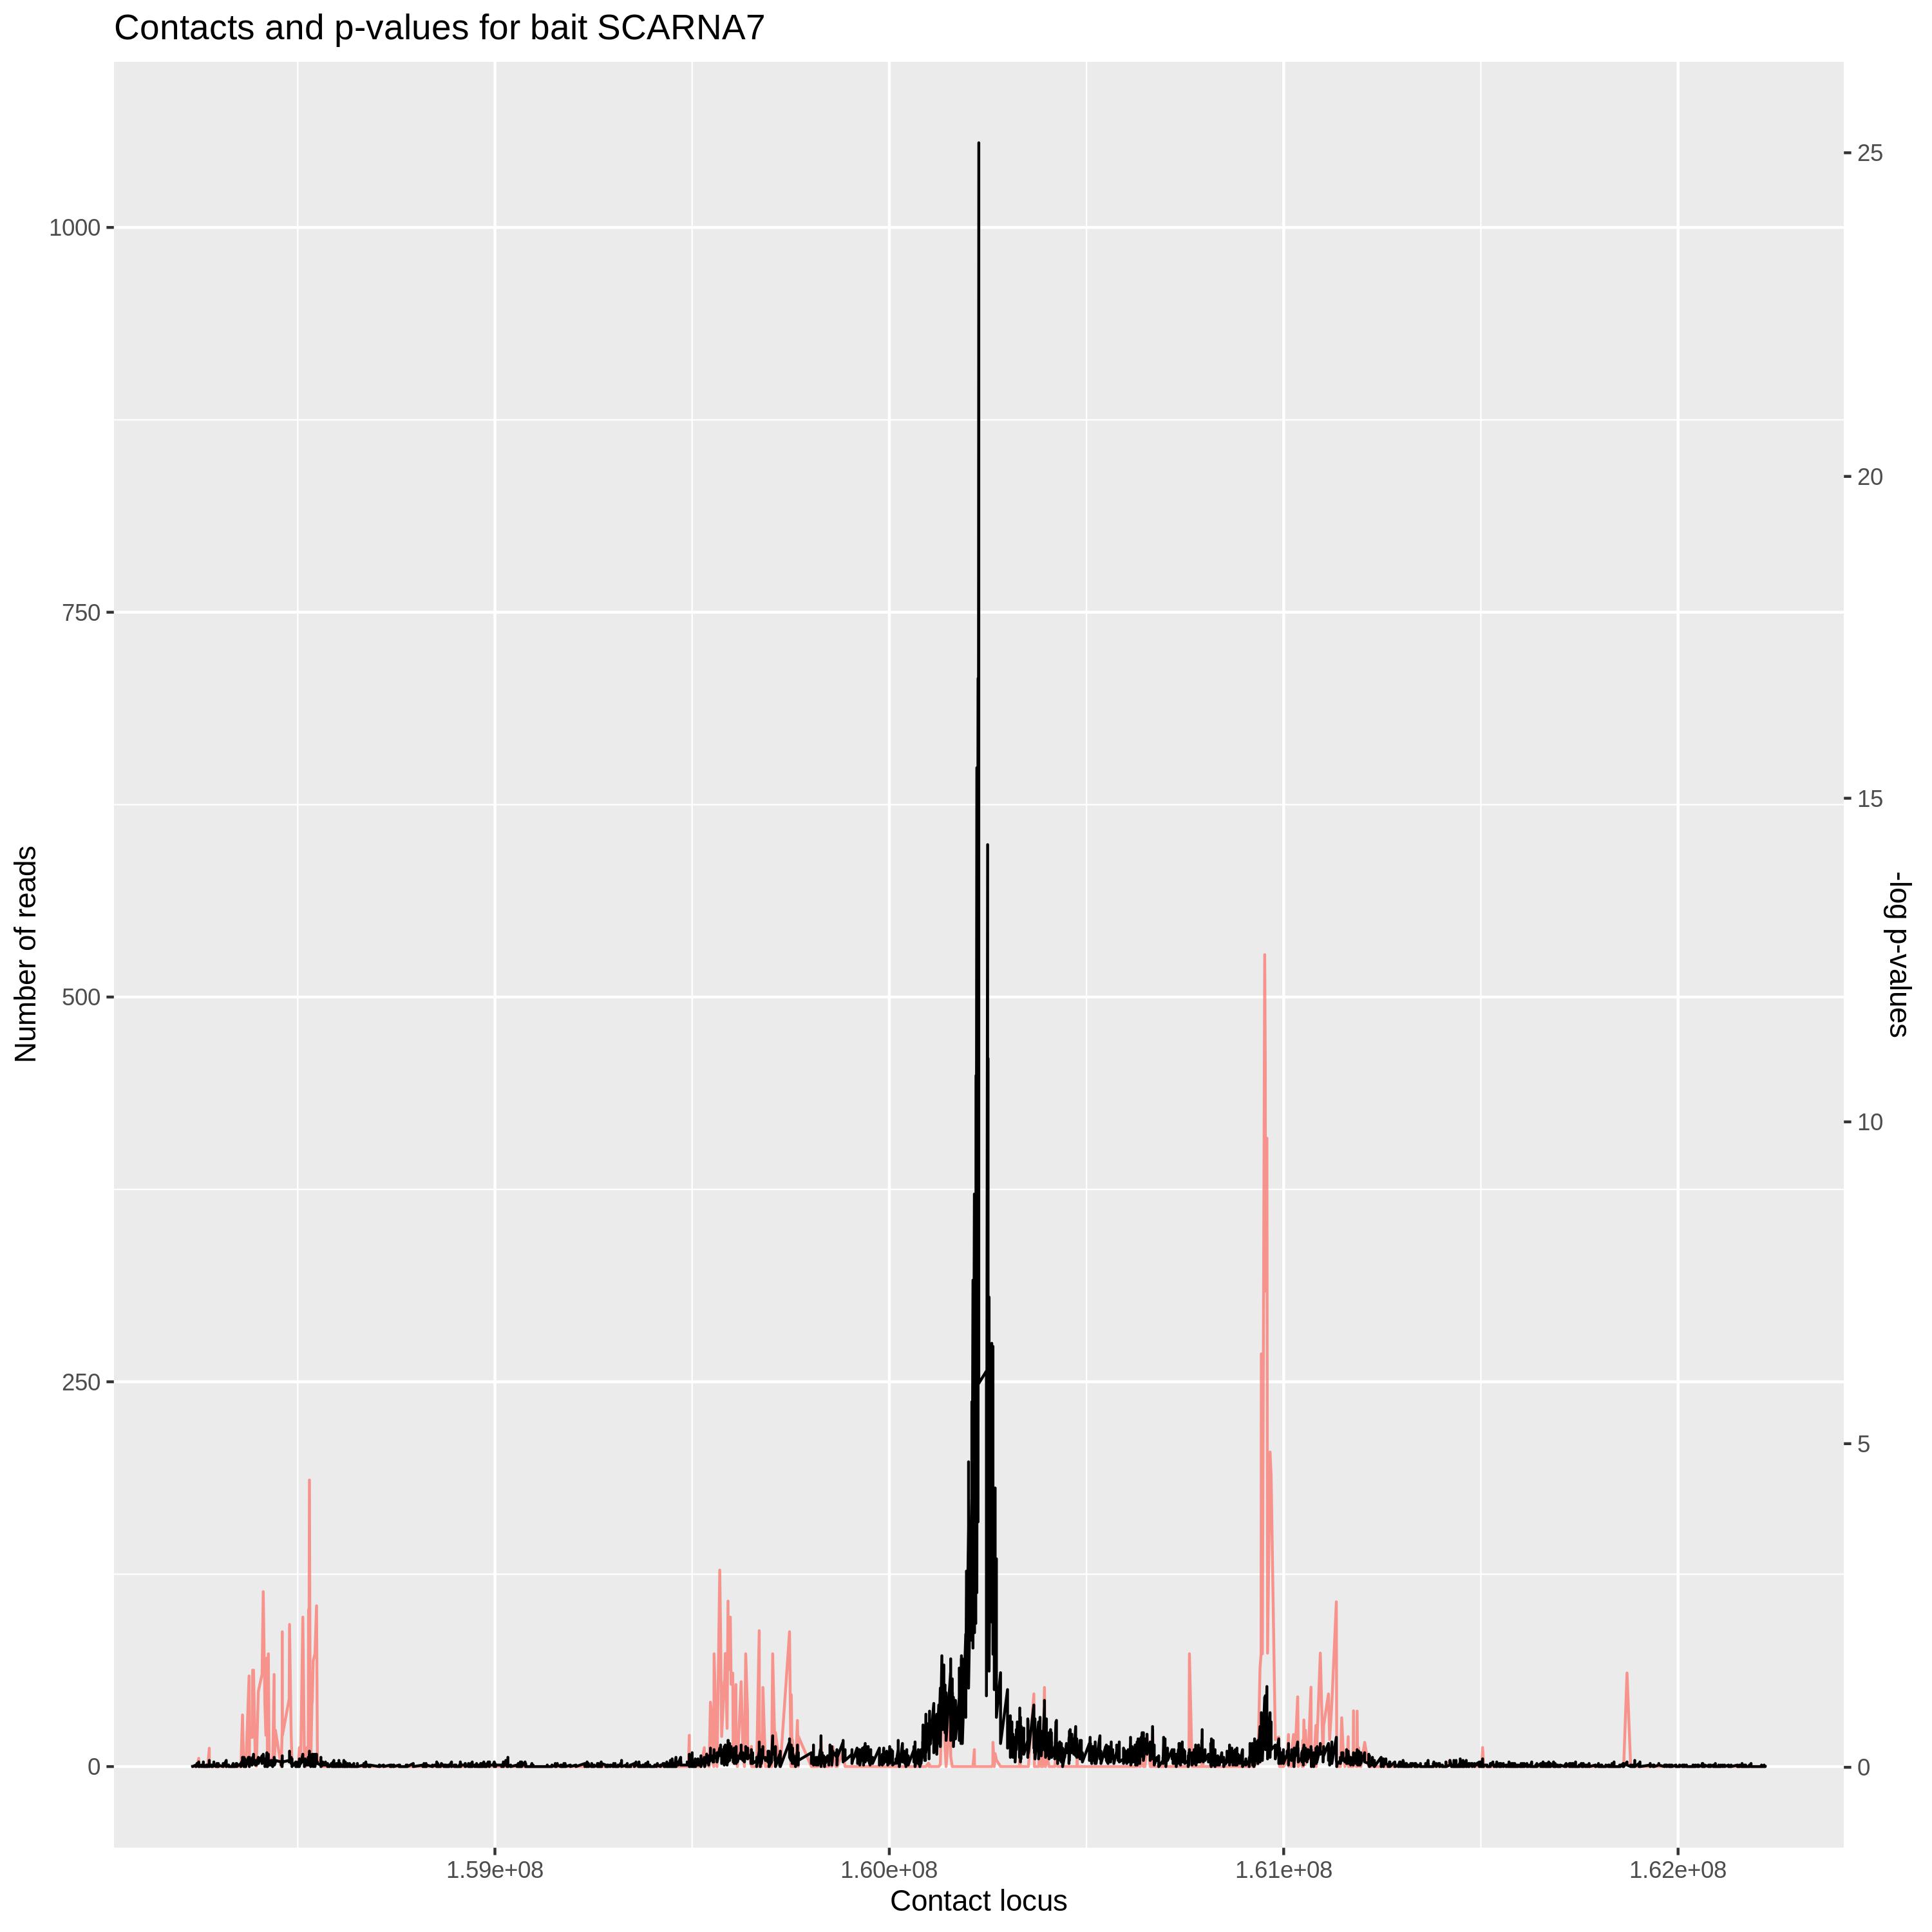 Contacts and p-values for bait SCARNA7
1000
750
500
250
0
25
20
15
10
5
0
Number of reads
-log p-values
1.59e+08
1.60e+08
1.61e+08
1.62e+08
Contact locus